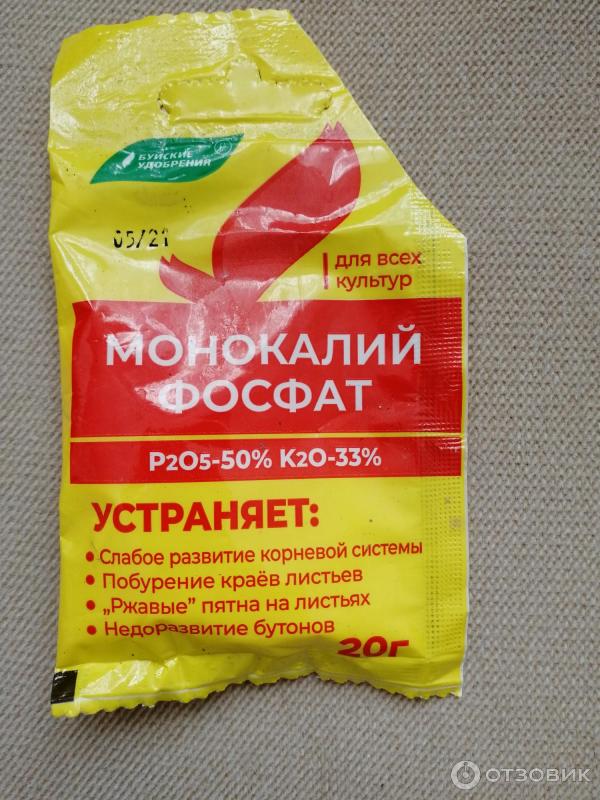 БУЙСКИЕ
УДОБРЕНИЯ
05/21
для всех
культур
МОНОКАЛИЙ
ФОСФАТ
P2O5-50% K2O-33%
УСТРАНЯЕТ:
• Слабое развитие корневой системы
• Побурение краёв листьев
• „Ржавые” пятна на листьях
• Недоразвитие бутонов
20г
ОТЗОВИК